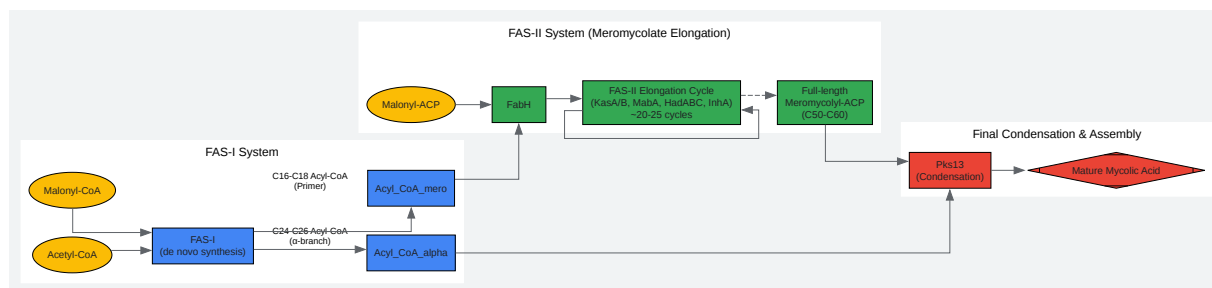 FAS-II System (Meromycolate Elongation)
Malonyl-ACP
FabH
FAS-II Elongation Cycle
(KasA/B, MabA, HadABC, InhA)
~20-25 cycles
Full-length
Meromycolyl-ACP
(C50-C60)
Final Condensation & Assembly
Pks13
(Condensation)
Mature Mycolic Acid
FAS-I System
C16-C18 Acyl-CoA
(Primer)
Malonyl-CoA
Acyl_CoA_mero
FAS-I
(de novo synthesis)
C24-C26 Acyl-CoA
(α-branch)
Acetyl-CoA
Acyl_CoA_alpha